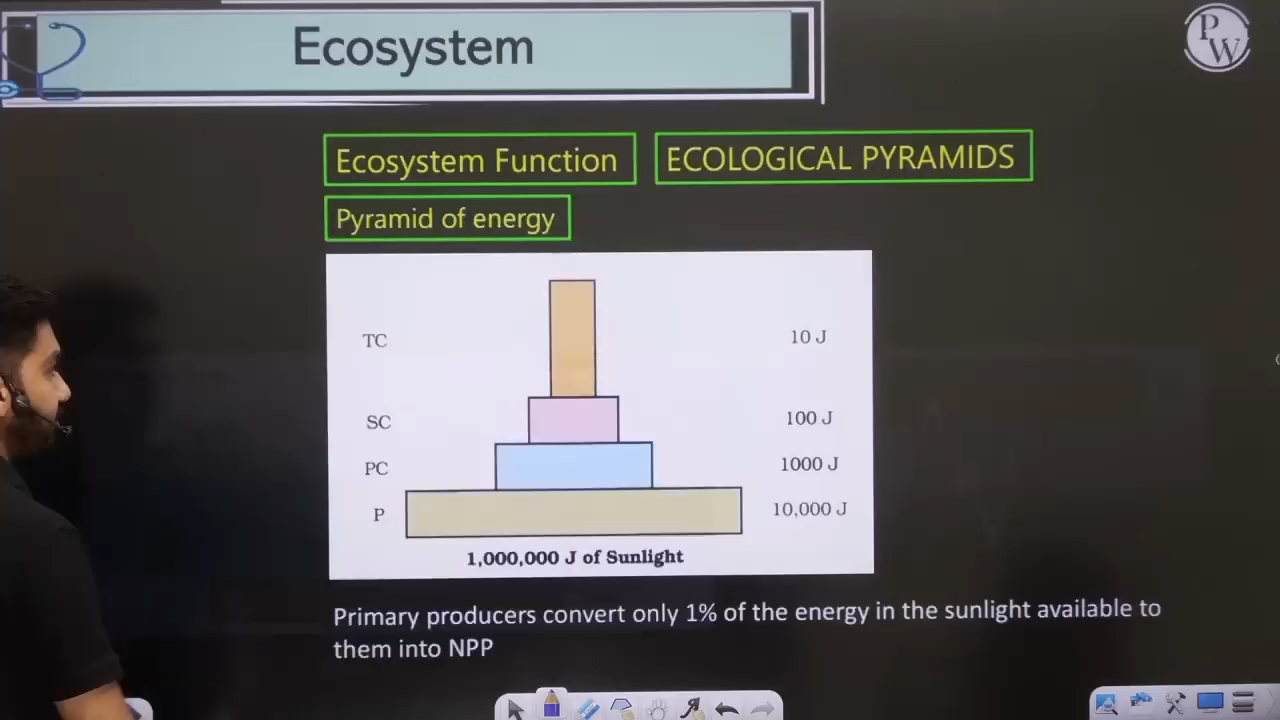 Ecosystem
PW
Ecosystem Function
ECOLOGICAL PYRAMIDS
Pyramid of energy
TC 10 J
SC 100 J
PC 1000 J
P 10,000 J
1,000,000 J of Sunlight
Primary producers convert only 1% of the energy in the sunlight available to
them into NPP